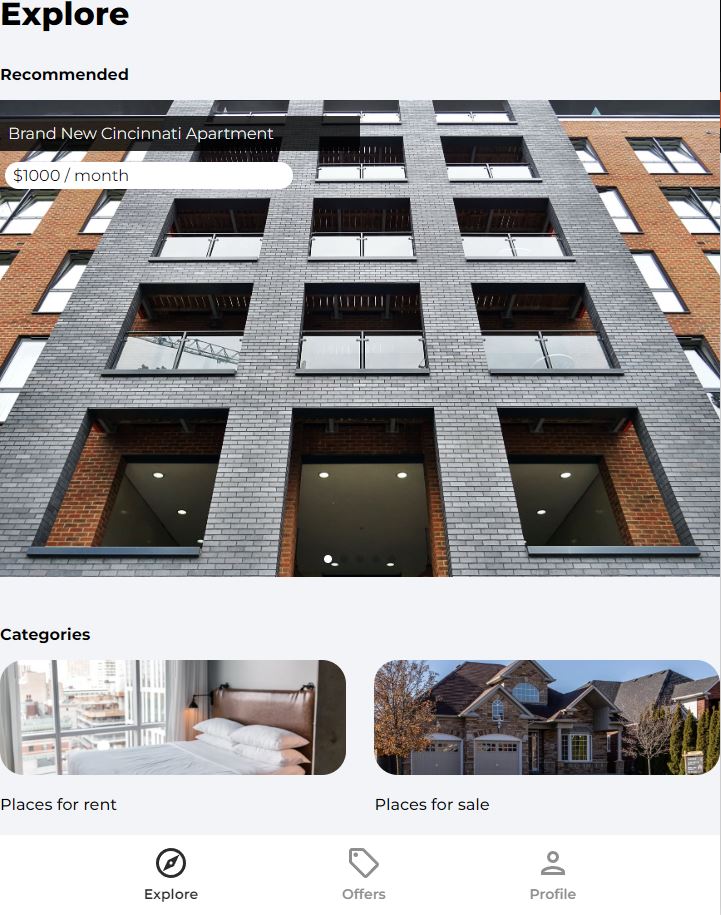 Explore
Recommended
Brand New Cincinnati Apartment
$1000 / month
Categories
Places for rent
Places for sale
Explore
Offers
Profile